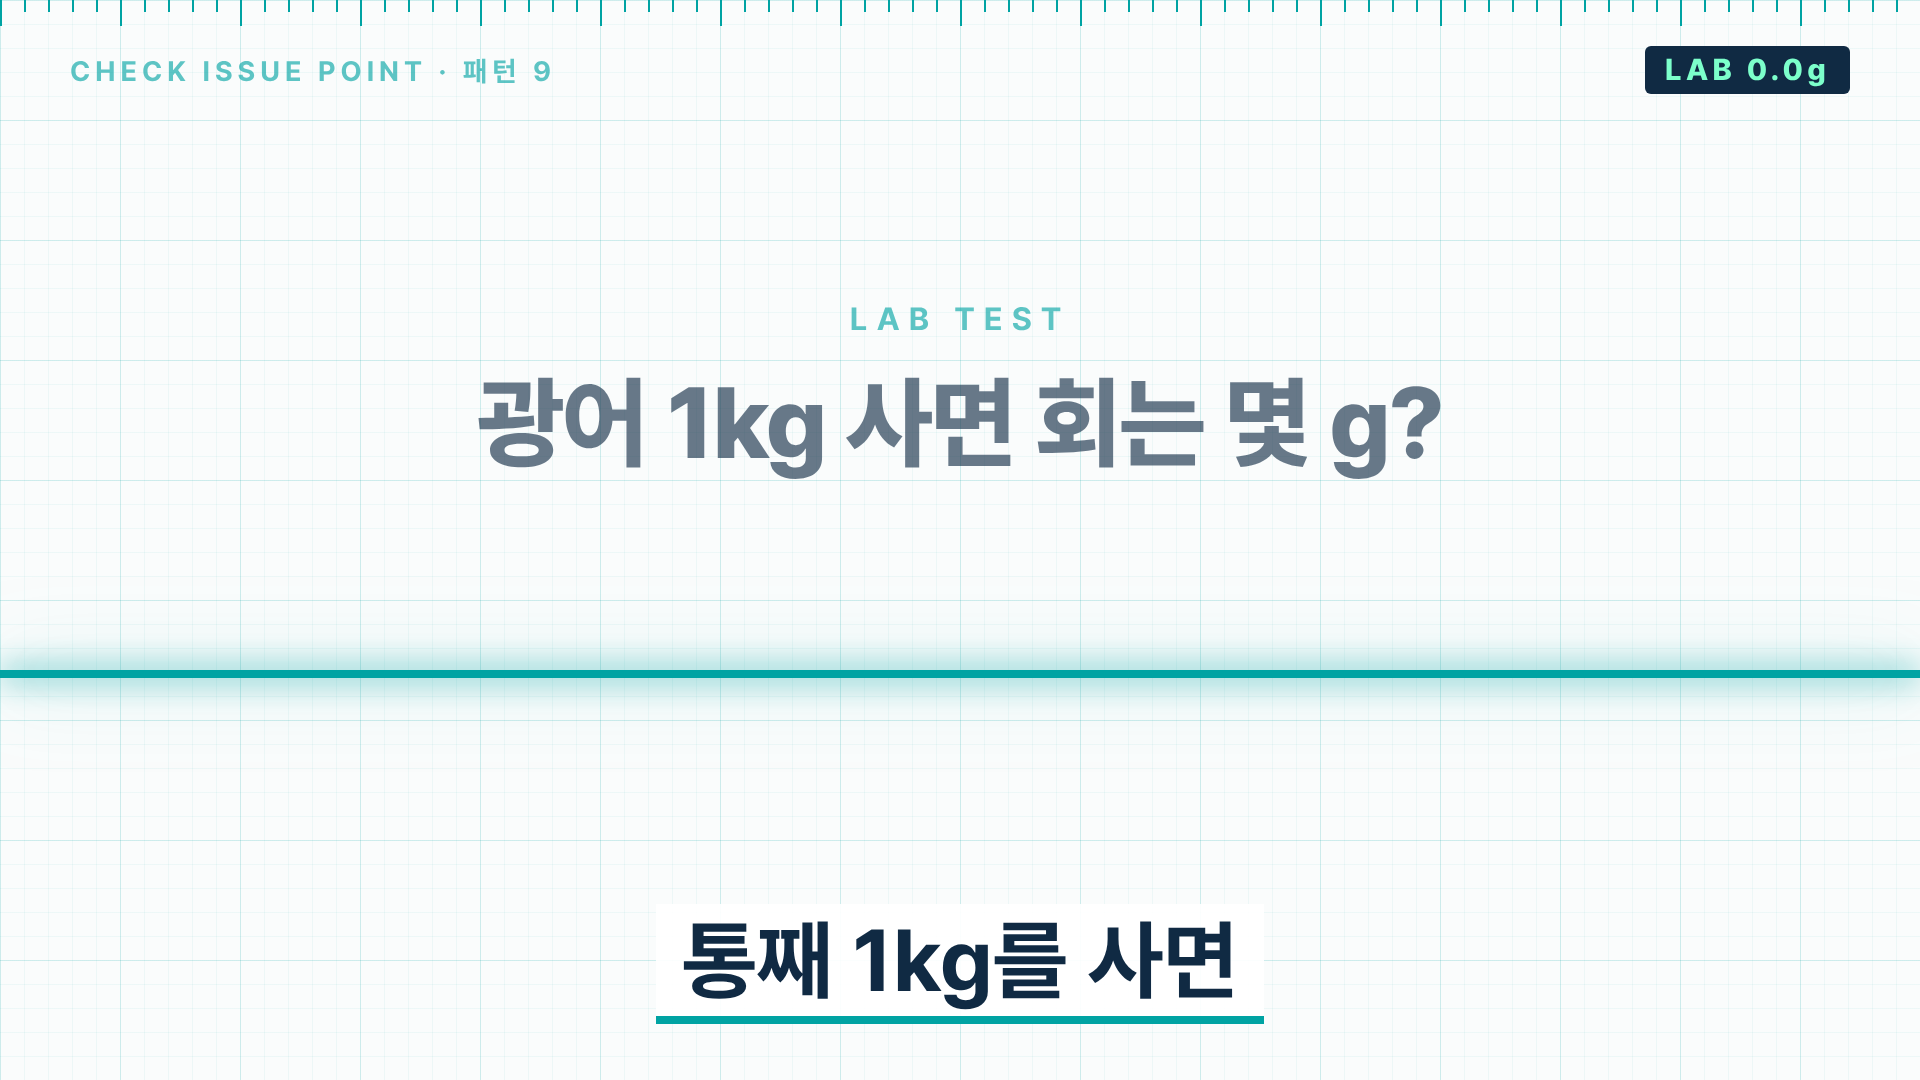 CHECK ISSUE POINT · 패턴 9
LAB 0.0g
LAB TEST
광어 1kg 사면 회는 몇 g?
통째 1kg를 사면